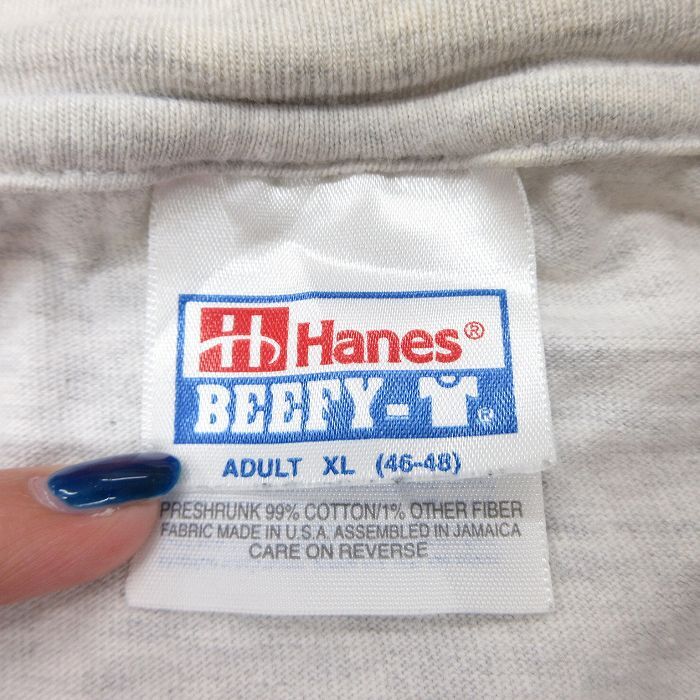 H Hanes®
BEEFY-®
ADULT XL (46-48)
PRESHRUNK 99% COTTON/1% OTHER FIBER
FABRIC MADE IN U.S.A. ASSEMBLED IN JAMAICA
CARE ON REVERSE